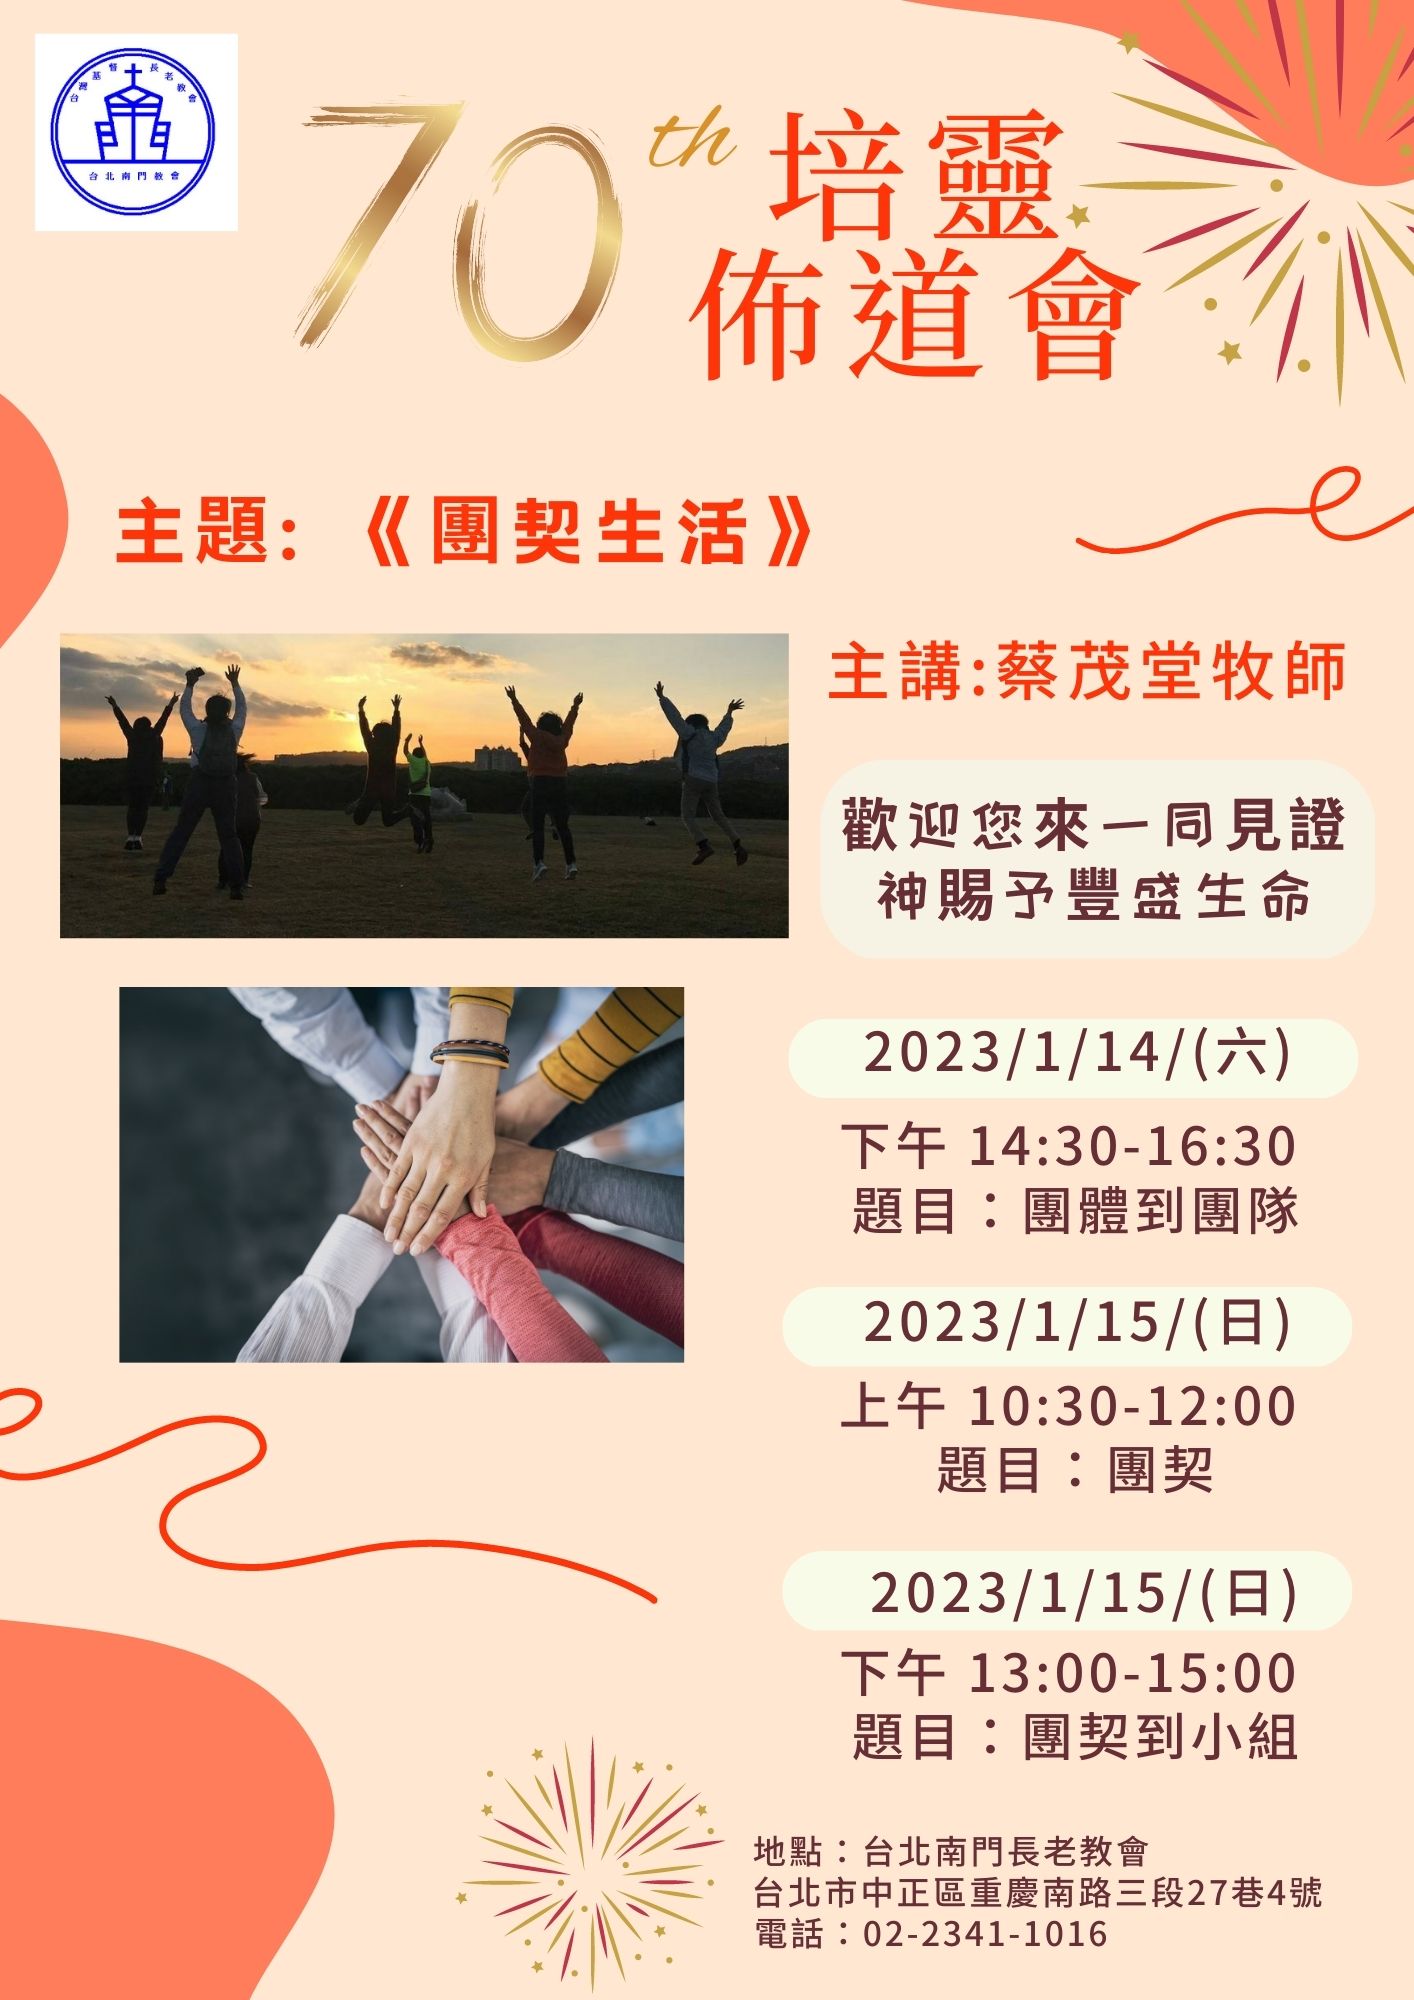 台灣基督長老教會
台北南門教會
70th 培靈
佈道會
主題:《團契生活》
主講:蔡茂堂牧師
歡迎您來一同見證
神賜予豐盛生命
2023/1/14/(六)
下午 14:30-16:30
題目：團體到團隊
2023/1/15/(日)
上午 10:30-12:00
題目：團契
2023/1/15/(日)
下午 13:00-15:00
題目：團契到小組
地點：台北南門長老教會
台北市中正區重慶南路三段27巷4號
電話：02-2341-1016